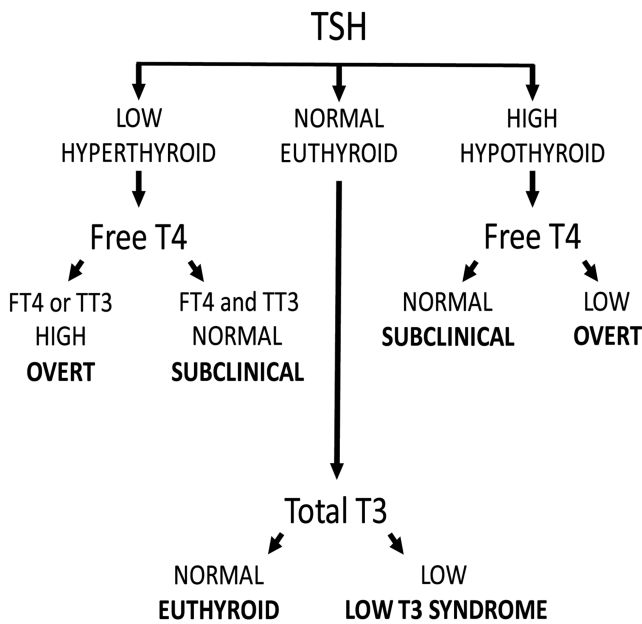 TSH
LOW
HYPERTHYROID
NORMAL
EUTHYROID
HIGH
HYPOTHYROID
Free T4
FT4 or TT3
HIGH
OVERT
FT4 and TT3
NORMAL
SUBCLINICAL
Free T4
NORMAL
SUBCLINICAL
LOW
OVERT
Total T3
NORMAL
EUTHYROID
LOW
LOW T3 SYNDROME